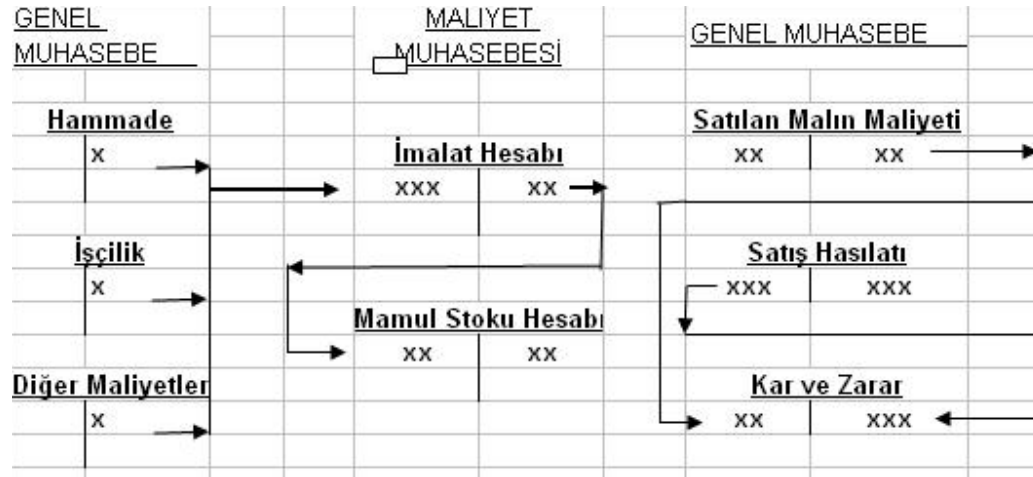 GENEL
MUHASEBE
Hammade
x
İşçilik
x
Diğer Maliyetler
x
MALIYET
MUHASEBESİ
İmalat Hesabı
xxx xx
Mamul Stoku Hesabı
xx xx
GENEL MUHASEBE
Satılan Malın Maliyeti
xx xx
Satış Hasılatı
xxx xxx
Kar ve Zarar
xx xxx